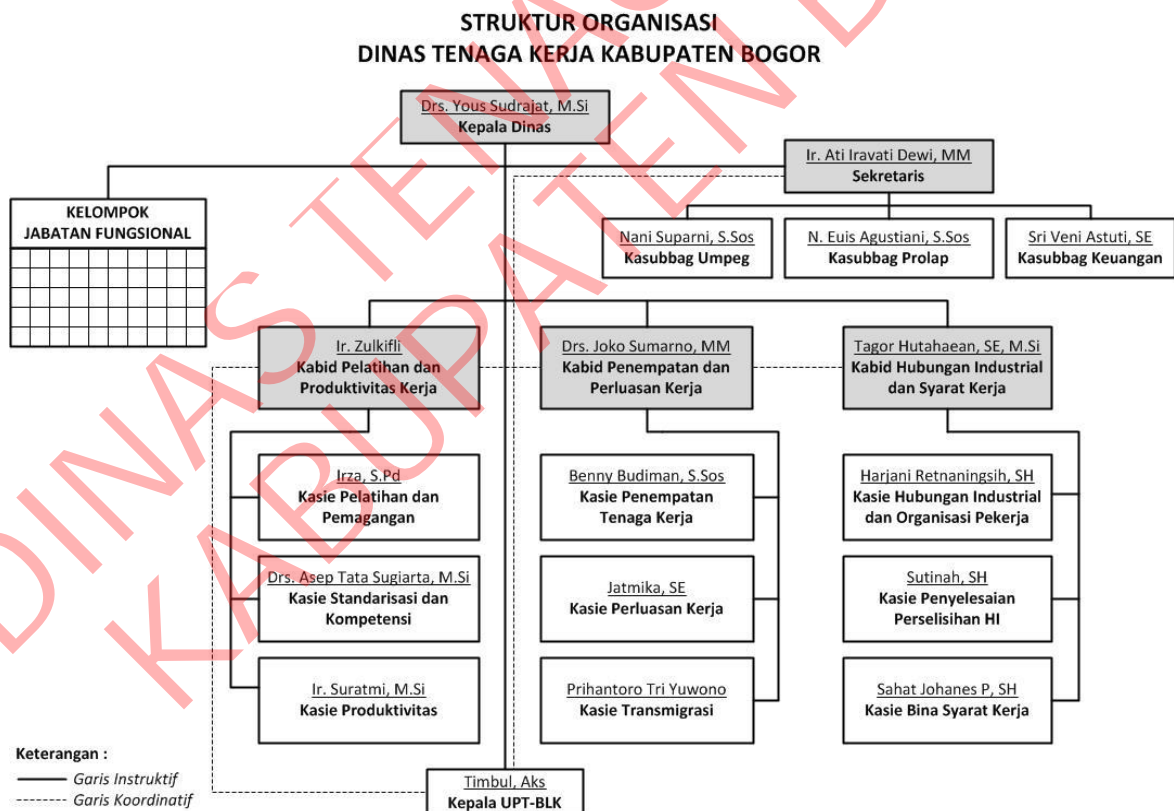 STRUKTUR ORGANISASI
DINAS TENAGA KERJA KABUPATEN BOGOR
Drs. Yous Sudrajat, M.Si
Kepala Dinas
Ir. Ati Iravati Dewi, MM
Sekretaris
KELOMPOK
JABATAN FUNGSIONAL
Nani Suparni, S.Sos
Kasubbag Umpeg
N. Euis Agustiani, S.Sos
Kasubbag Prolap
Sri Veni Astuti, SE
Kasubbag Keuangan
Ir. Zulkifli
Kabid Pelatihan dan
Produktivitas Kerja
Drs. Joko Sumarno, MM
Kabid Penempatan dan
Perluasan Kerja
Tagor Hutahaean, SE, M.Si
Kabid Hubungan Industrial
dan Syarat Kerja
Irza, S.Pd
Kasie Pelatihan dan
Pemagangan
Benny Budiman, S.Sos
Kasie Penempatan
Tenaga Kerja
Harjani Retnaningsih, SH
Kasie Hubungan Industrial
dan Organisasi Pekerja
Drs. Asep Tata Sugiarta, M.Si
Kasie Standarisasi dan
Kompetensi
Jatmika, SE
Kasie Perluasan Kerja
Sutinah, SH
Kasie Penyelesaian
Perselisihan HI
Ir. Suratmi, M.Si
Kasie Produktivitas
Prihantoro Tri Yuwono
Kasie Transmigrasi
Sahat Johanes P, SH
Kasie Bina Syarat Kerja
Keterangan :
Garis Instruktif
Garis Koordinatif
Timbul, Aks
Kepala UPT-BLK
DINAS TENAG
KABUPATEN B